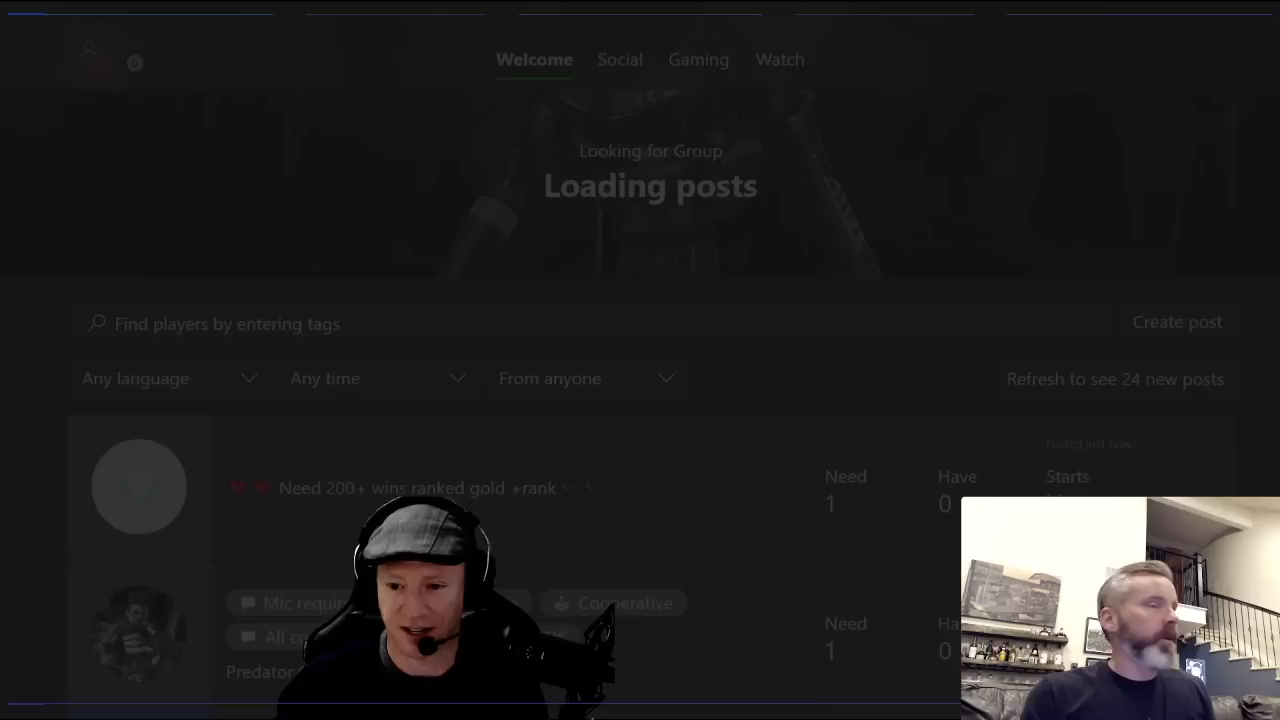 Welcome
Social
Gaming
Watch
Looking for Group
Loading posts
Find players by entering tags
Create post
Any language
Any time
From anyone
Refresh to see 24 new posts
Posted just now
Need 200+ wins ranked gold +rank
Need
Have
Starts
1
0
Mic
Cooperative
All
Need
1
0
Predator